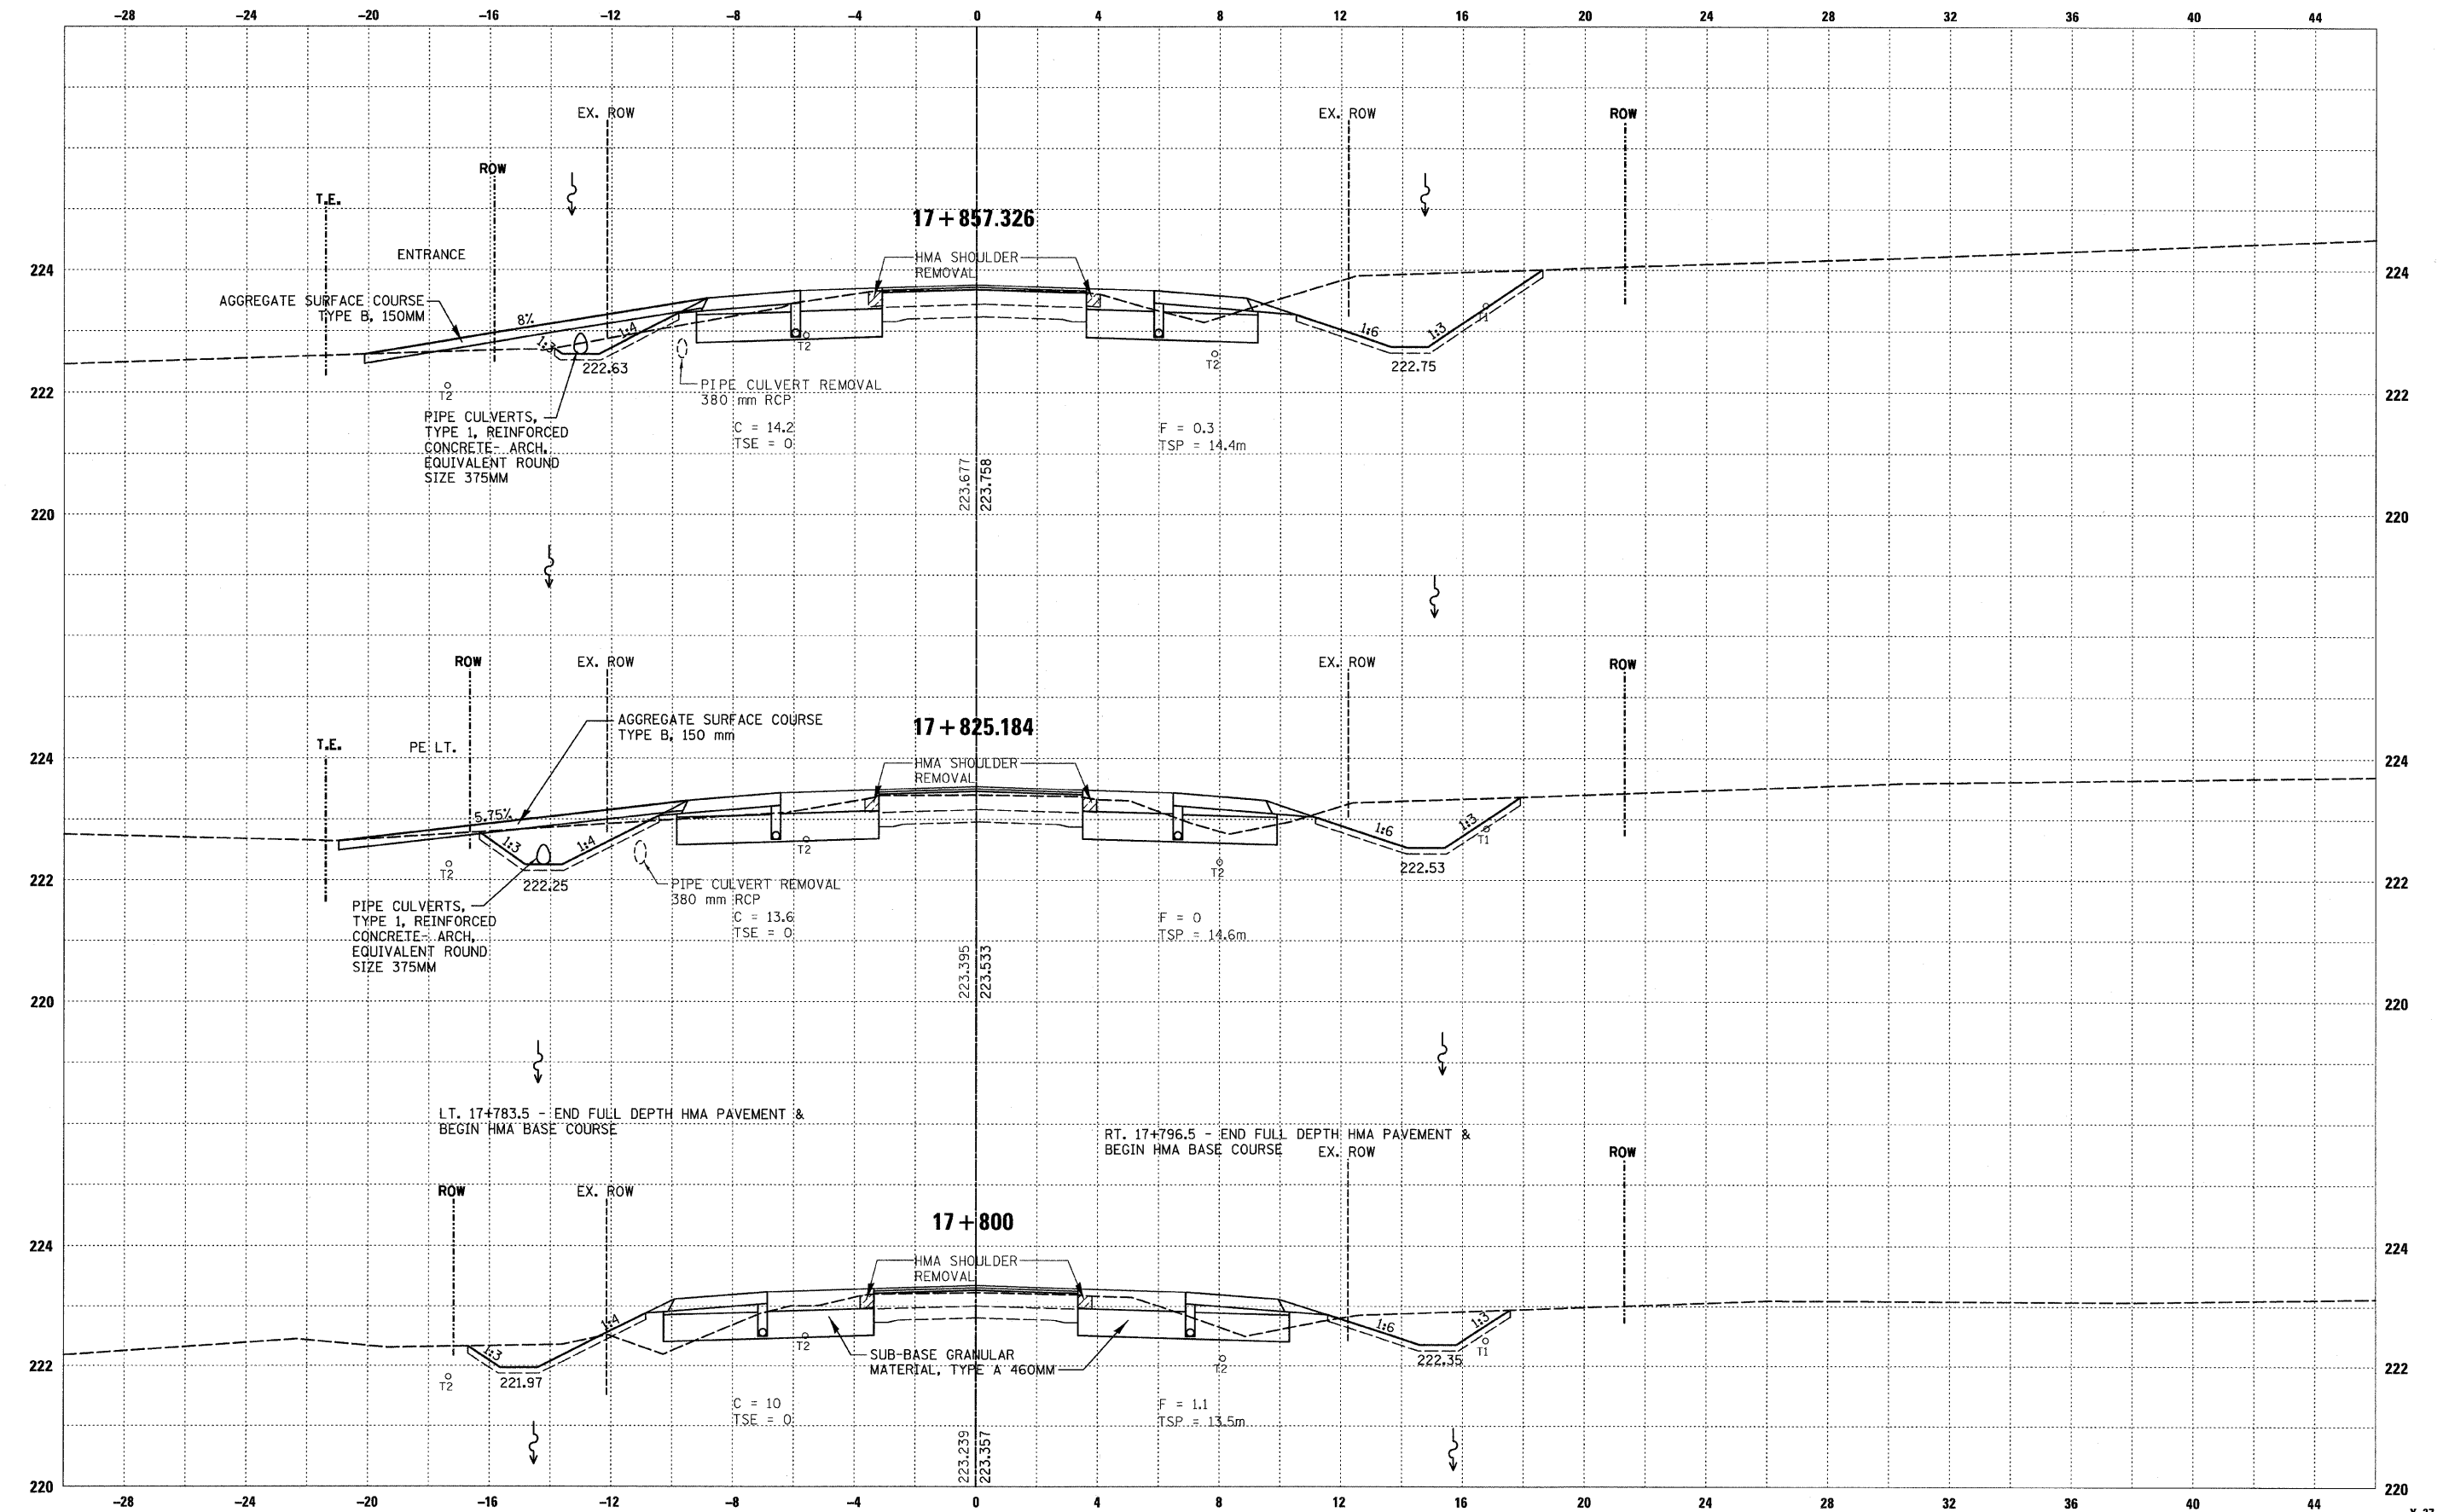 -28 -24 -20 -16 -12 -8 -4 0 4 8 12 16 20 24 28 32 36 40 44
EX. ROW
EX. ROW
ROW
ROW
T.E.
17+857.326
ENTRANCE
HMA SHOULDER
REMOVAL
224
224
AGGREGATE SURFACE COURSE
TYPE B, 150MM
8%
1:4
1:3
1:6
1:3
T1
T2
T2
222.63
222.75
PIPE CULVERT REMOVAL
380 mm RCP
222
222
T2
PIPE CULVERTS,
TYPE 1, REINFORCED
CONCRETE- ARCH,
EQUIVALENT ROUND
SIZE 375MM
C = 14.2
TSE = 0
F = 0.3
TSP = 14.4m
223.677
223.758
220
220
ROW
EX. ROW
EX. ROW
ROW
AGGREGATE SURFACE COURSE
TYPE B, 150 mm
17+825.184
T.E.
PE LT.
224
224
HMA SHOULDER
REMOVAL
5.75%
1:3
1:4
1:6
1:3
T1
T2
T2
T2
222.25
222.53
222
222
PIPE CULVERT REMOVAL
380 mm RCP
PIPE CULVERTS,
TYPE 1, REINFORCED
CONCRETE- ARCH,
EQUIVALENT ROUND
SIZE 375MM
C = 13.6
TSE = 0
F = 0
TSP = 14.6m
223.395
223.533
220
220
LT. 17+783.5 - END FULL DEPTH HMA PAVEMENT &
BEGIN HMA BASE COURSE
RT. 17+796.5 - END FULL DEPTH HMA PAVEMENT &
BEGIN HMA BASE COURSE
EX. ROW
ROW
ROW
EX. ROW
17+800
224
224
HMA SHOULDER
REMOVAL
1:4
1:3
1:6
1:3
T1
T2
T2
T2
SUB-BASE GRANULAR
MATERIAL, TYPE A 460MM
221.97
222.35
222
222
C = 10
TSE = 0
F = 1.1
TSP = 13.5m
223.239
223.357
220
220
-28 -24 -20 -16 -12 -8 -4 0 4 8 12 16 20 24 28 32 36 40 44